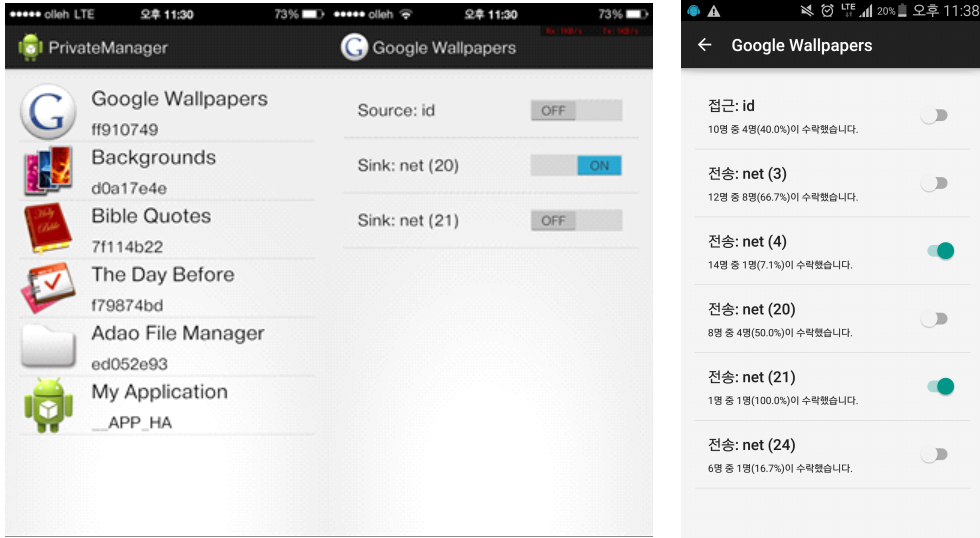 olleh LTE 오후 11:30 73%
PrivateManager
Google Wallpapers
ff910749
Backgrounds
d0a17e4e
Bible Quotes
7f114b22
The Day Before
f79874bd
Adao File Manager
ed052e93
My Application
__APP_HA
olleh 오후 11:30 73%
Google Wallpapers
Source: id OFF
Sink: net (20) ON
Sink: net (21) OFF
LTE 20% 오후 11:38
Google Wallpapers
접근: id
10명 중 4명(40.0%)이 수락했습니다.
전송: net (3)
12명 중 8명(66.7%)이 수락했습니다.
전송: net (4)
14명 중 1명(7.1%)이 수락했습니다.
전송: net (20)
8명 중 4명(50.0%)이 수락했습니다.
전송: net (21)
1명 중 1명(100.0%)이 수락했습니다.
전송: net (24)
6명 중 1명(16.7%)이 수락했습니다.